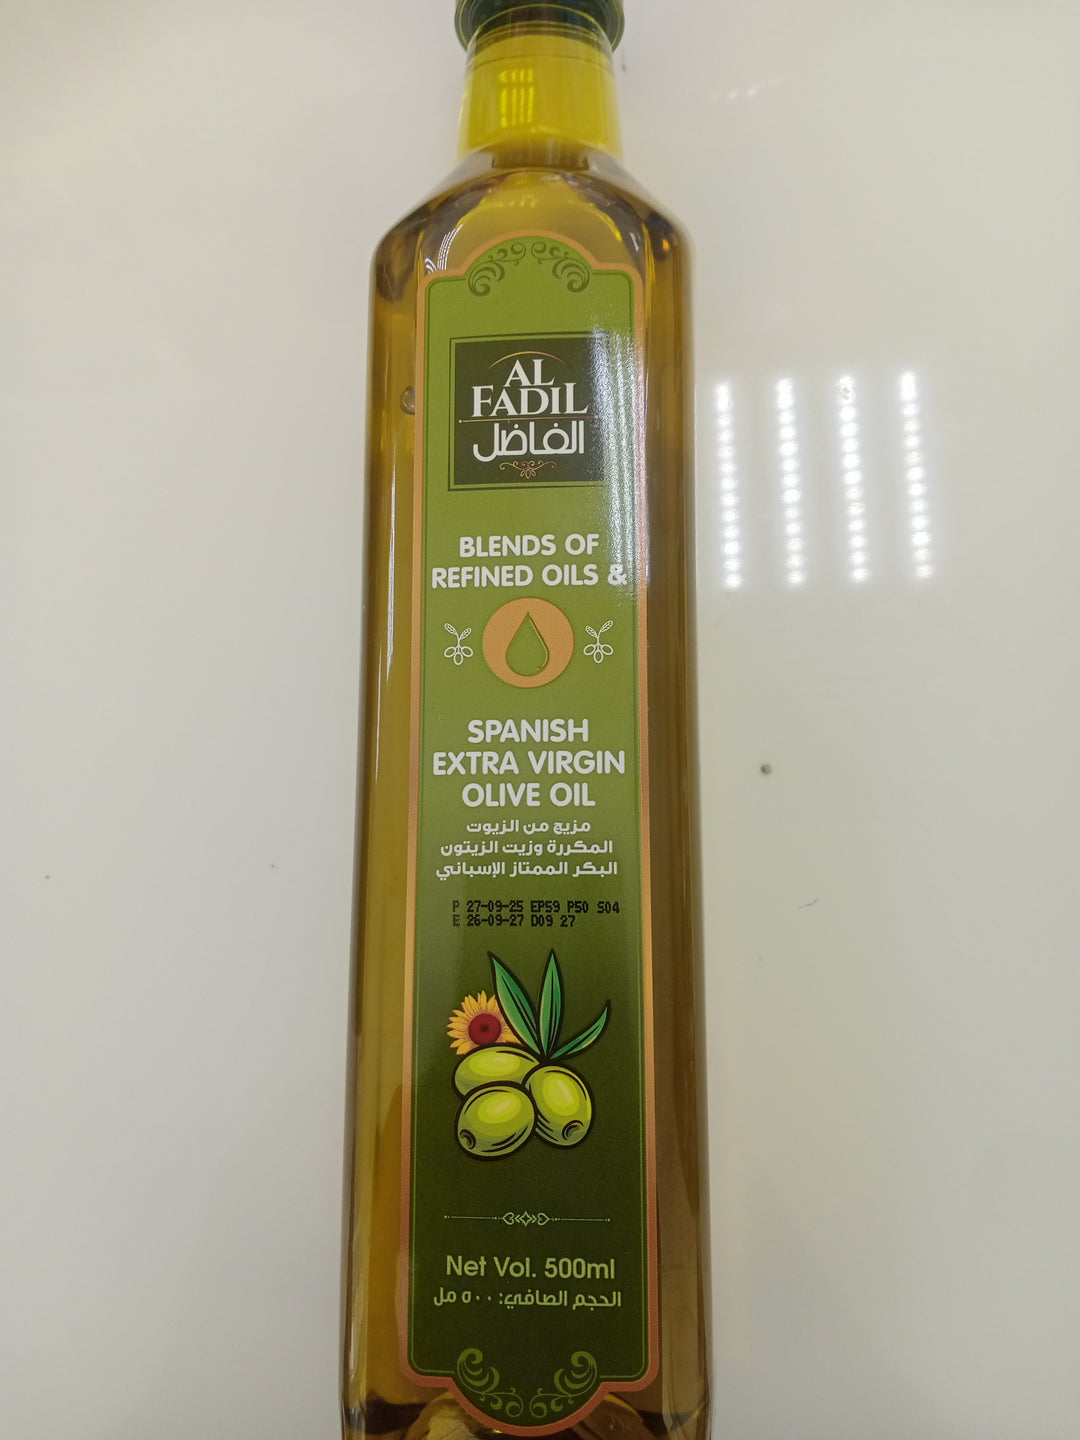 AL
FADIL
الفاضل
BLENDS OF
REFINED OILS &
SPANISH
EXTRA VIRGIN
OLIVE OIL
مزيج من الزيوت
المكررة وزيت الزيتون
البكر الممتاز الإسباني
P 27-09-25 EP59 P50 S04
E 26-09-27 D09 27
Net Vol. 500ml
الحجم الصافي: ٥٠٠ مل